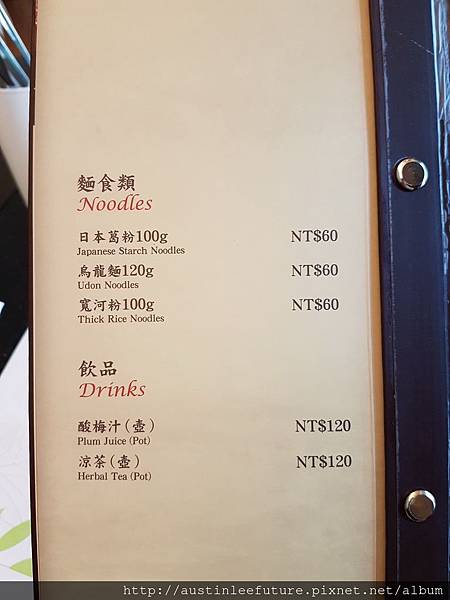 麵食類
Noodles
日本葛粉100g NT$60
Japanese Starch Noodles
烏龍麵120g NT$60
Udon Noodles
寬河粉100g NT$60
Thick Rice Noodles
飲品
Drinks
酸梅汁(壺) NT$120
Plum Juice (Pot)
涼茶(壺) NT$120
Herbal Tea (Pot)
http://austinleefuture.pixnet.net/album